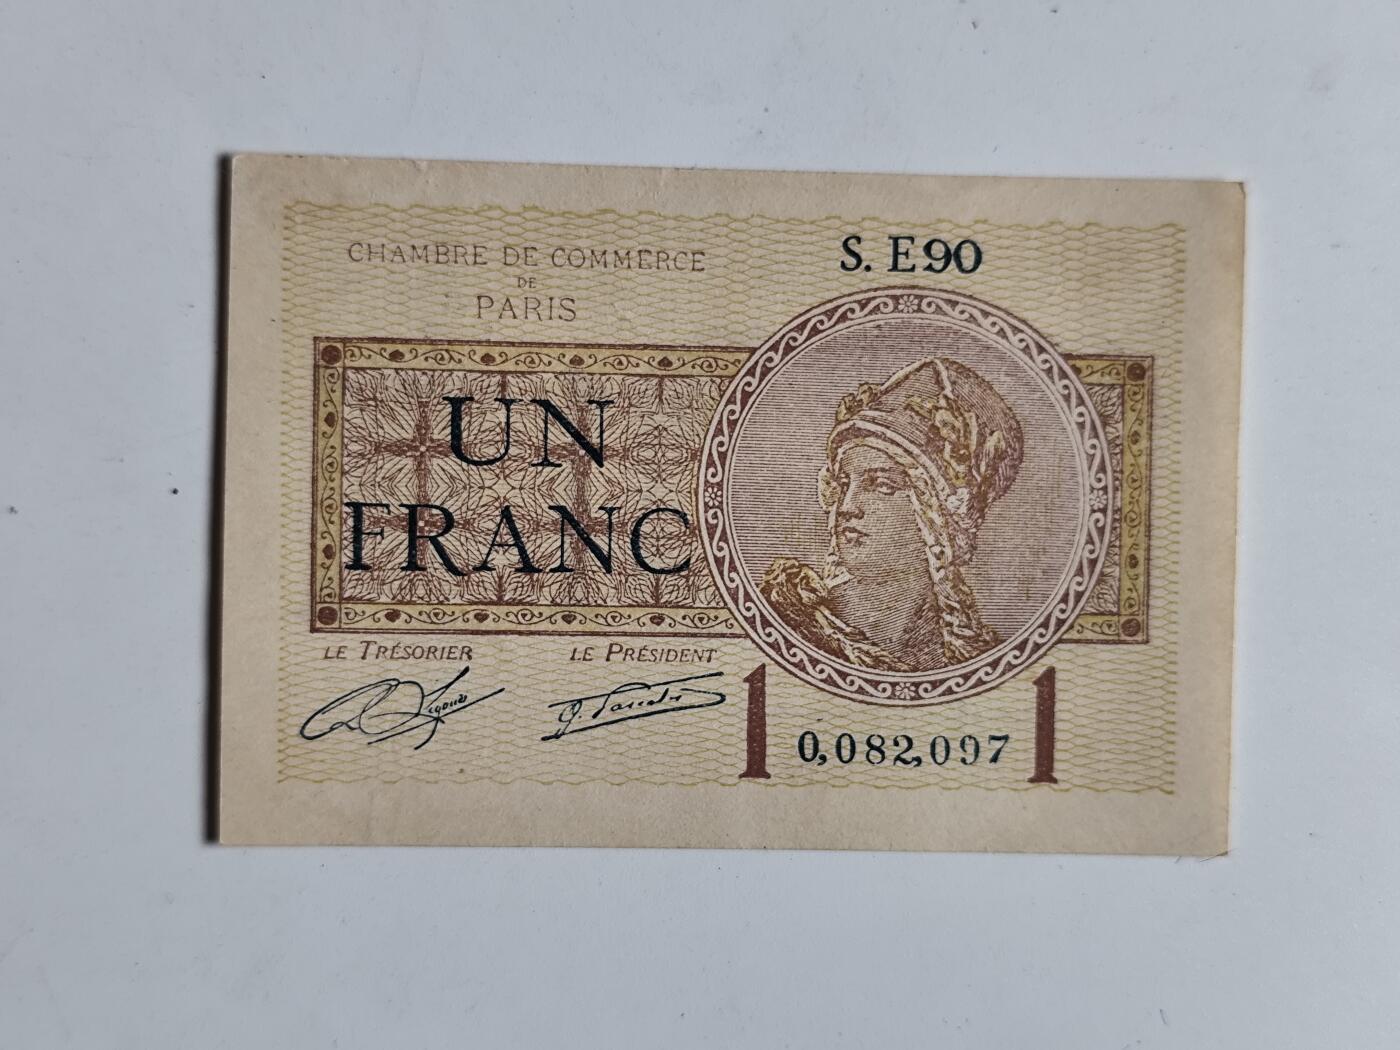 CHAMBRE DE COMMERCE
DE
PARIS
S. E90
UN
FRANC
LE TRÉSORIER
LE PRÉSIDENT
1
0,082,097
1